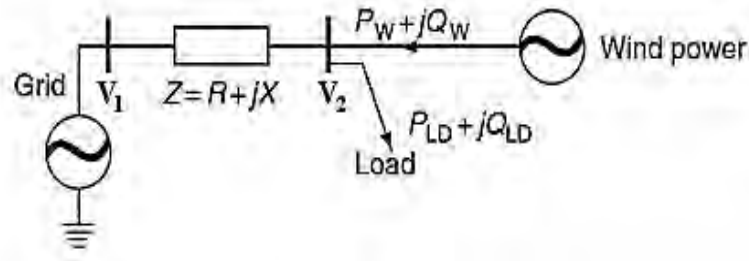 P_W + jQ_W
Wind power
Grid
V_1
Z = R + jX
V_2
P_LD + jQ_LD
Load